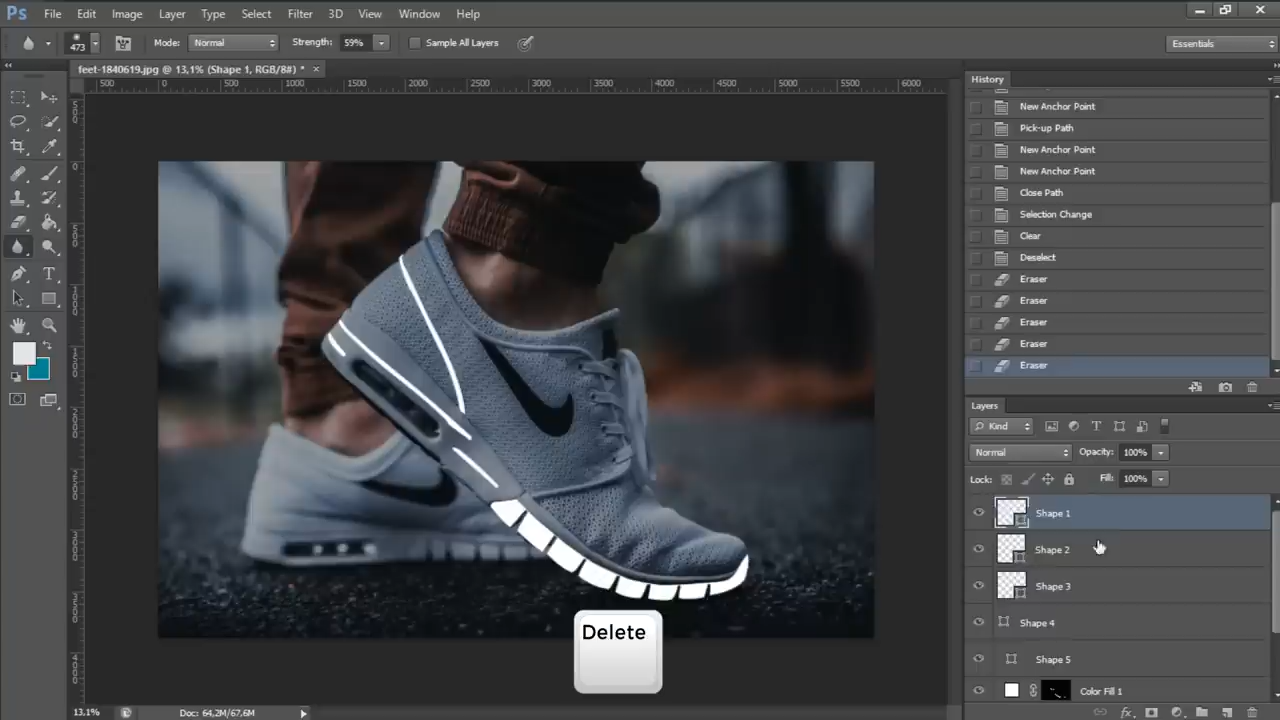 Ps File Edit Image Layer Type Select Filter 3D View Window Help
473 Mode: Normal Strength: 59% Sample All Layers Essentials
feet-1840619.jpg @ 13,1% (Shape 1, RGB/8#) * ×
500 0 500 1000 1500 2000 2500 3000 3500 4000 4500 5000 5500 6000
History
New Anchor Point
Pick-up Path
New Anchor Point
New Anchor Point
Close Path
Selection Change
Clear
Deselect
Eraser
Eraser
Eraser
Eraser
Eraser
Layers
Kind
Normal Opacity: 100%
Lock: Fill: 100%
Shape 1
Shape 2
Shape 3
Shape 4
Shape 5
Color Fill 1
Delete
13,1% Doc: 64,2M/67,6M